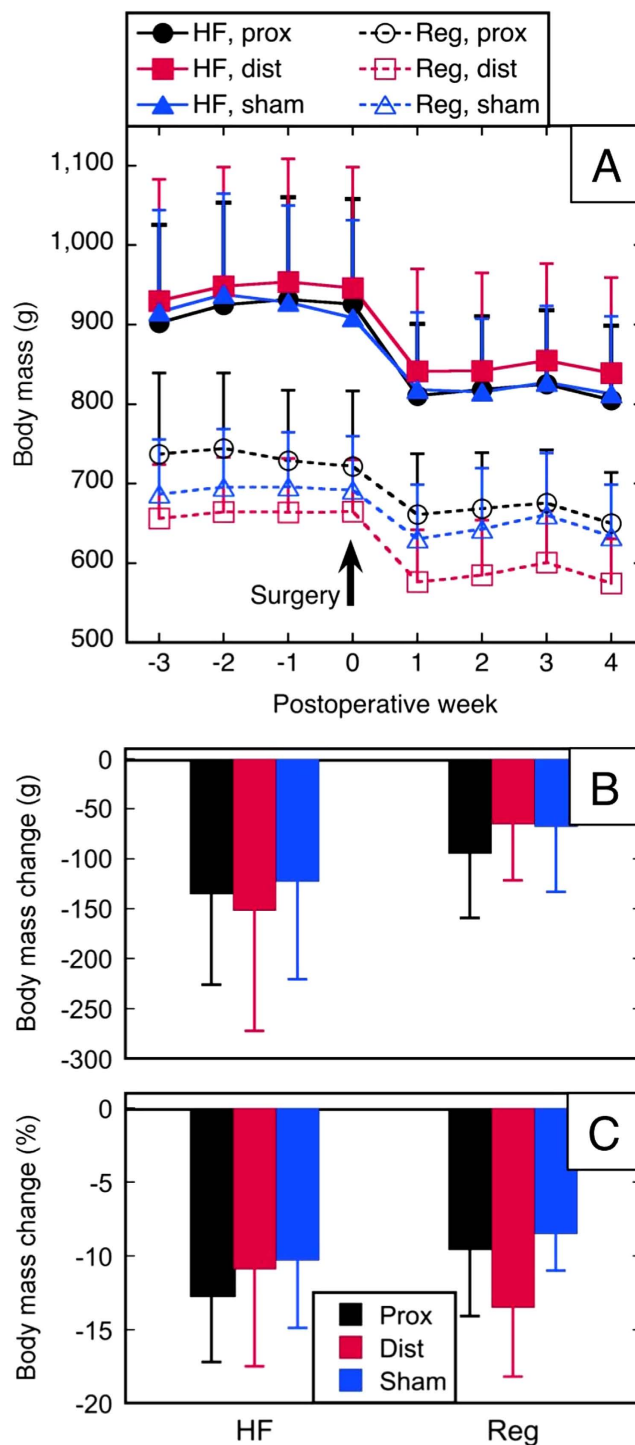 HF, prox Reg, prox
HF, dist Reg, dist
HF, sham Reg, sham
A
Body mass (g)
1,100
1,000
900
800
700
600
500
Surgery
-3 -2 -1 0 1 2 3 4
Postoperative week
B
Body mass change (g)
0
-50
-100
-150
-200
-250
-300
C
Body mass change (%)
0
-5
-10
-15
-20
Prox
Dist
Sham
HF Reg